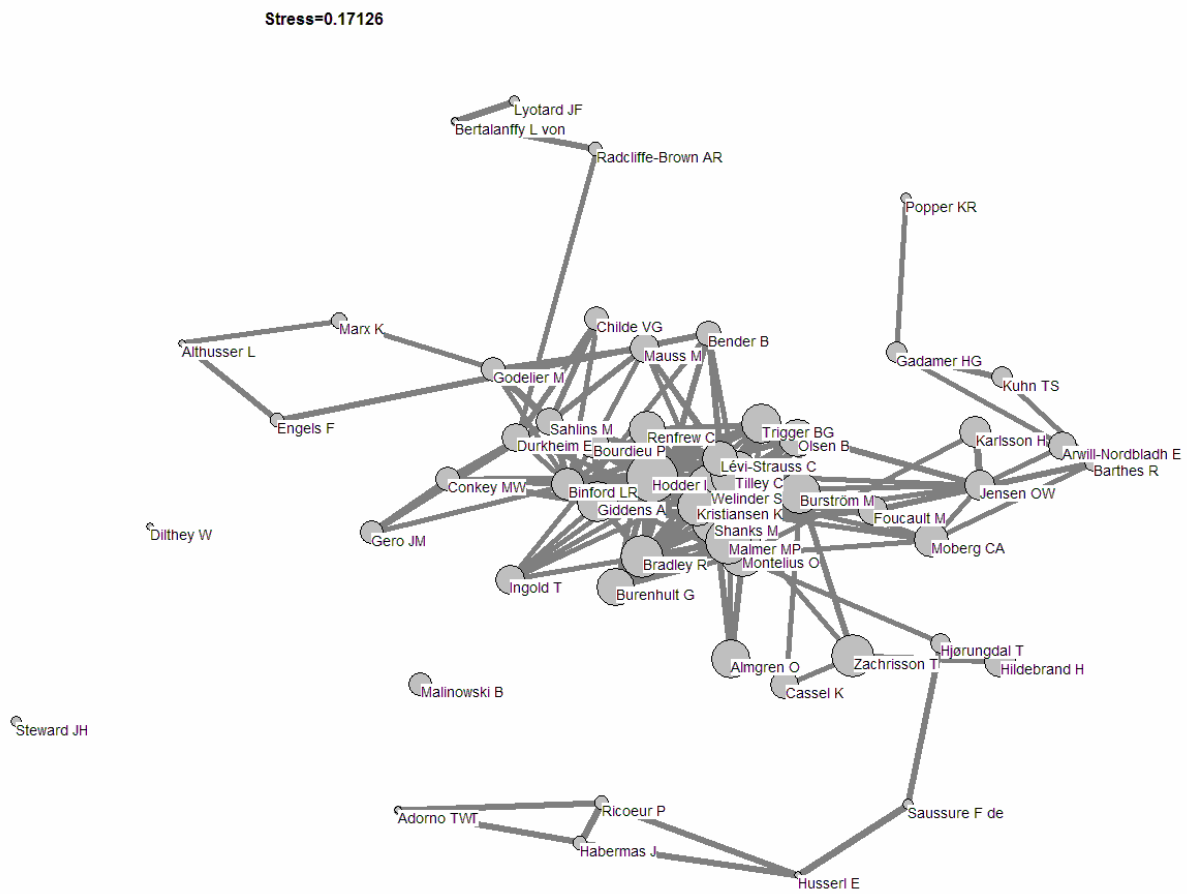 Stress=0.17126
Lyotard JF
Bertalanffy L von
Radcliffe-Brown AR
Popper KR
Marx K
Childe VG
Bender B
Althusser L
Mauss M
Gadamer HG
Godelier M
Kuhn TS
Engels F
Sahlins M
Renfrew C
Trigger BG
Karlsson H
Durkheim E
Bourdieu P
Olsen B
Arwill-Nordbladh E
Lévi-Strauss C
Barthes R
Conkey MW
Binford LR
Hodder I
Tilley C
Jensen OW
Welinder S
Burström M
Giddens A
Kristiansen K
Foucault M
Dilthey W
Gero JM
Shanks M
Malmer MP
Moberg CA
Bradley R
Montelius O
Ingold T
Burenhult G
Hjørungdal T
Almgren O
Zachrisson T
Hildebrand H
Malinowski B
Cassel K
Steward JH
Ricoeur P
Saussure F de
Adorno TWT
Habermas J
Husserl E